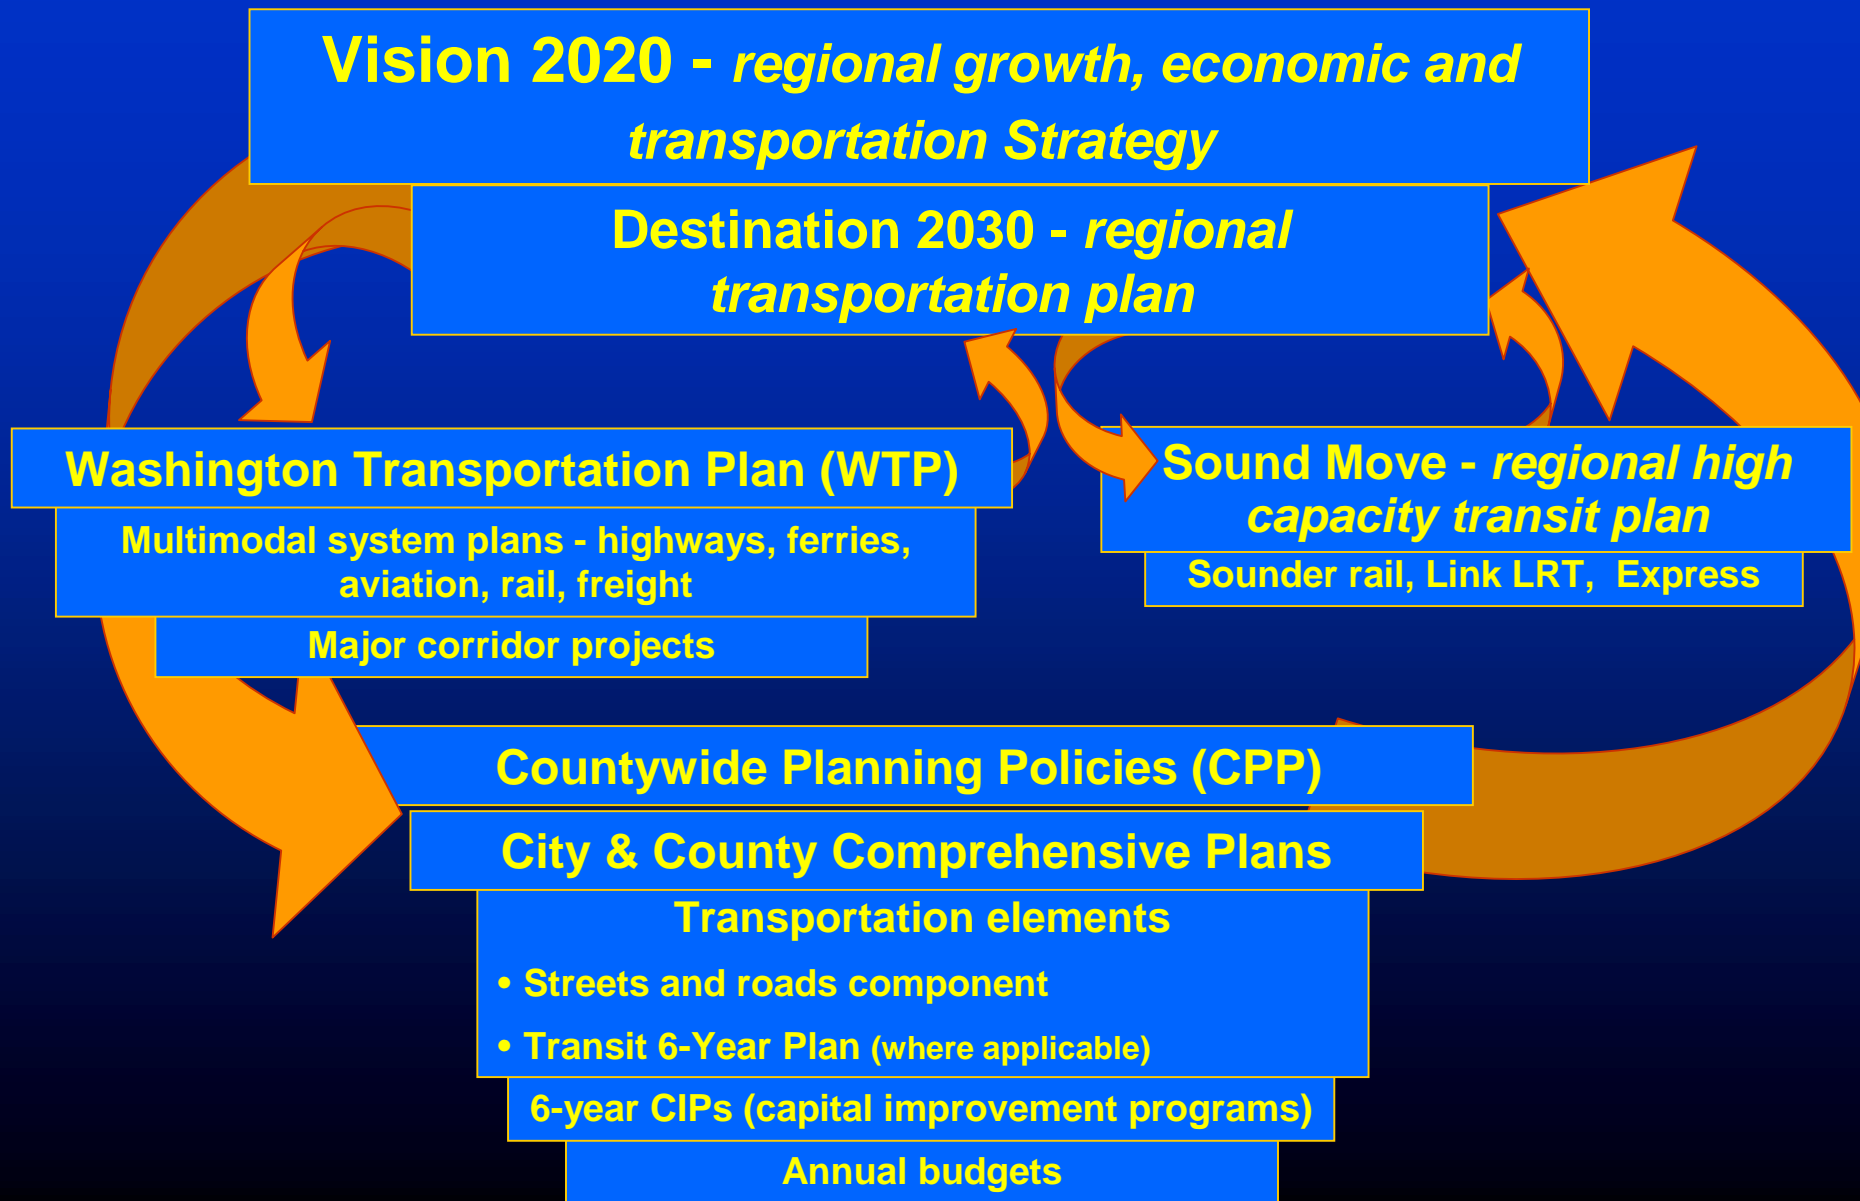 Vision 2020 - regional growth, economic and
transportation Strategy
Destination 2030 - regional
transportation plan
Washington Transportation Plan (WTP)
Multimodal system plans - highways, ferries,
aviation, rail, freight
Major corridor projects
Sound Move - regional high
capacity transit plan
Sounder rail, Link LRT, Express
Countywide Planning Policies (CPP)
City & County Comprehensive Plans
Transportation elements
• Streets and roads component
• Transit 6-Year Plan (where applicable)
6-year CIPs (capital improvement programs)
Annual budgets